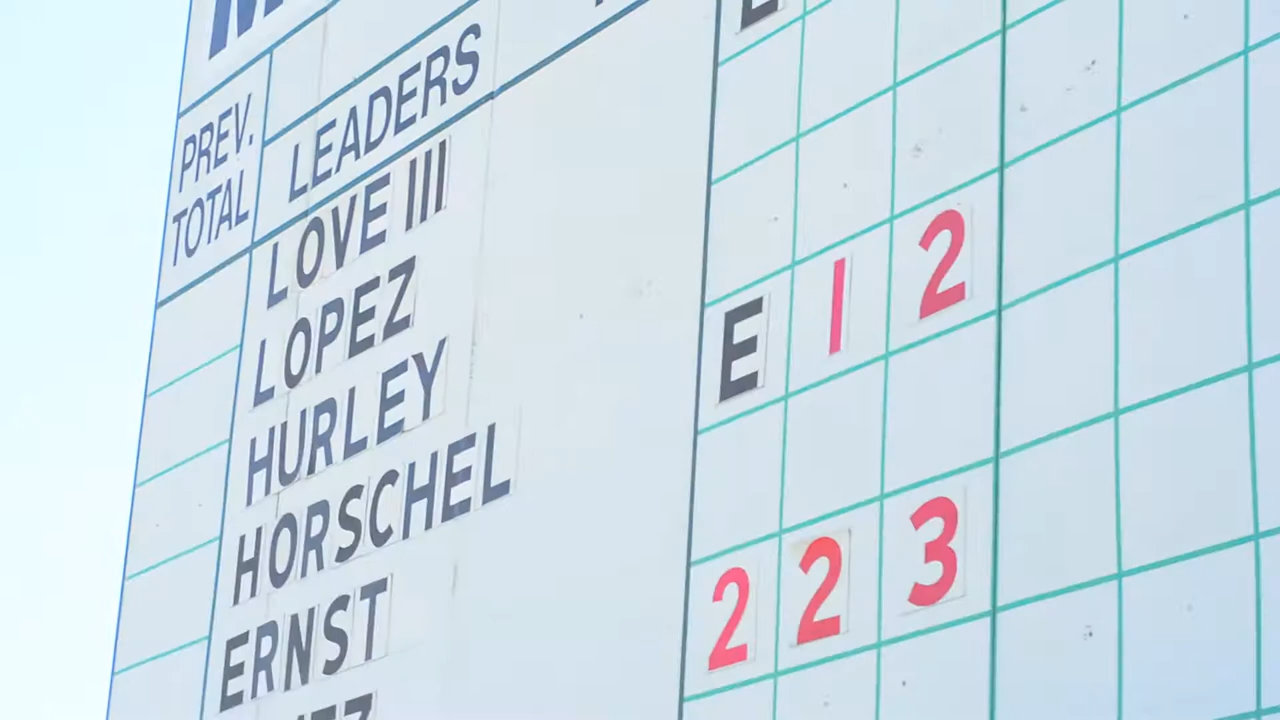 PREV.
TOTAL
LEADERS
LOVE III
LOPEZ
HURLEY
E 1 2
HORSCHEL
ERNST
2 2 3